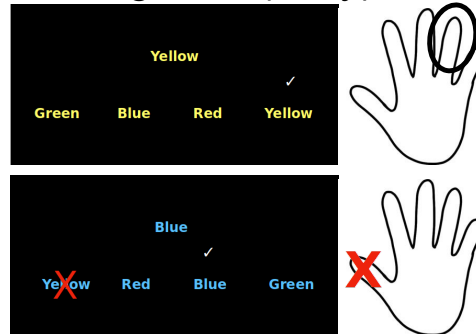 Yellow
✓
Green Blue Red Yellow
Blue
✓
Yellow Red Blue Green